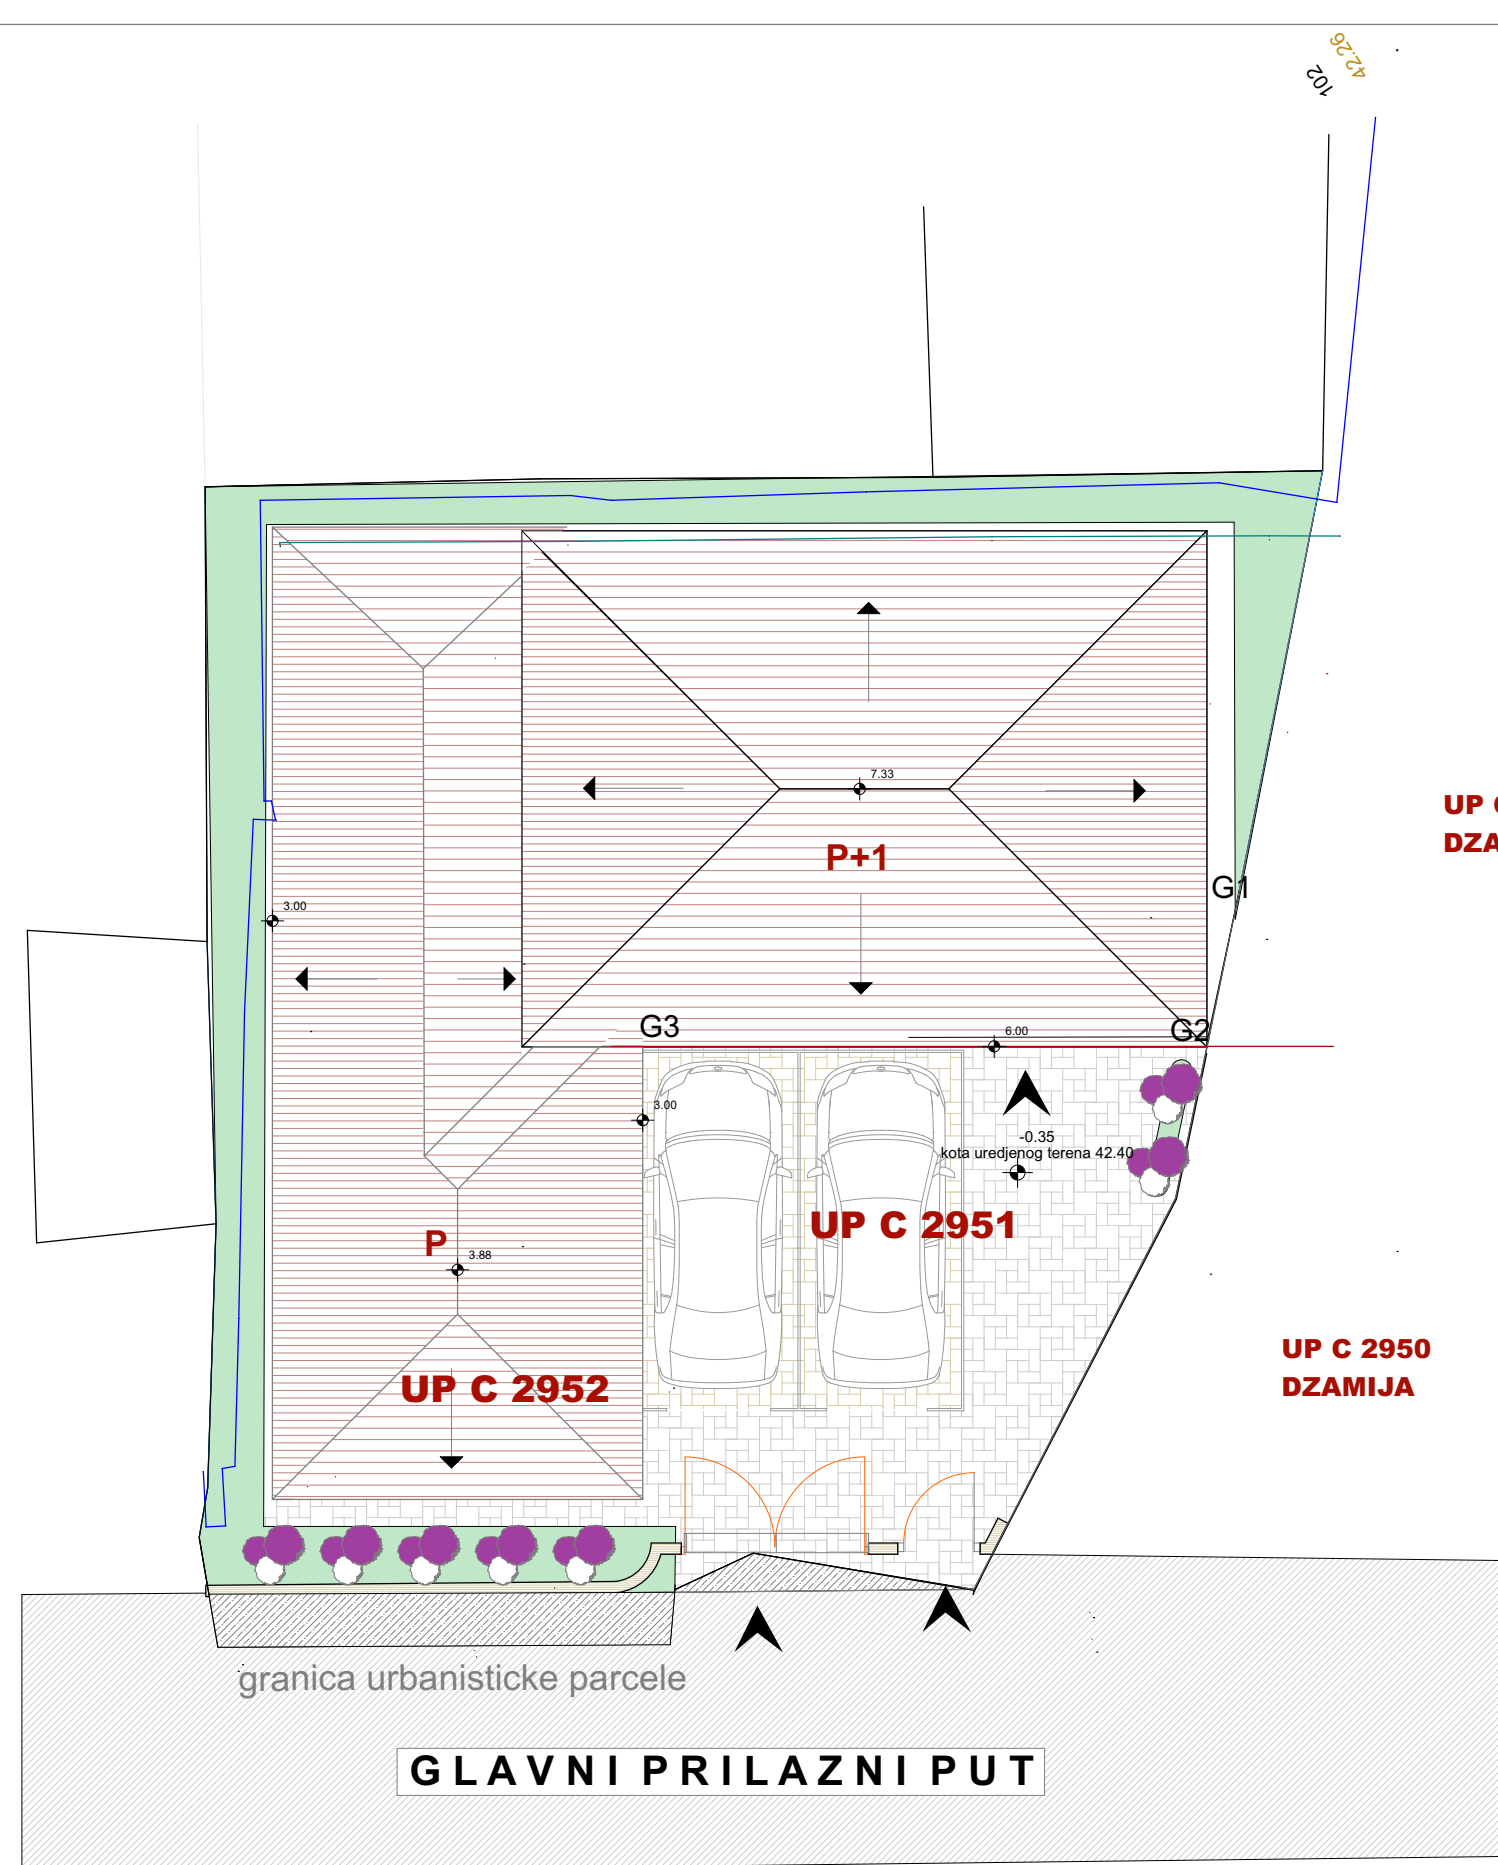 42.26
102
7.33
P+1
UP
DZA
G1
3.00
G3
6.00
G2
3.00
-0.35
kota uredjenog terena 42.40
UP C 2951
P
3.88
UP C 2950
DZAMIJA
UP C 2952
granica urbanisticke parcele
GLAVNI PRILAZNI PUT